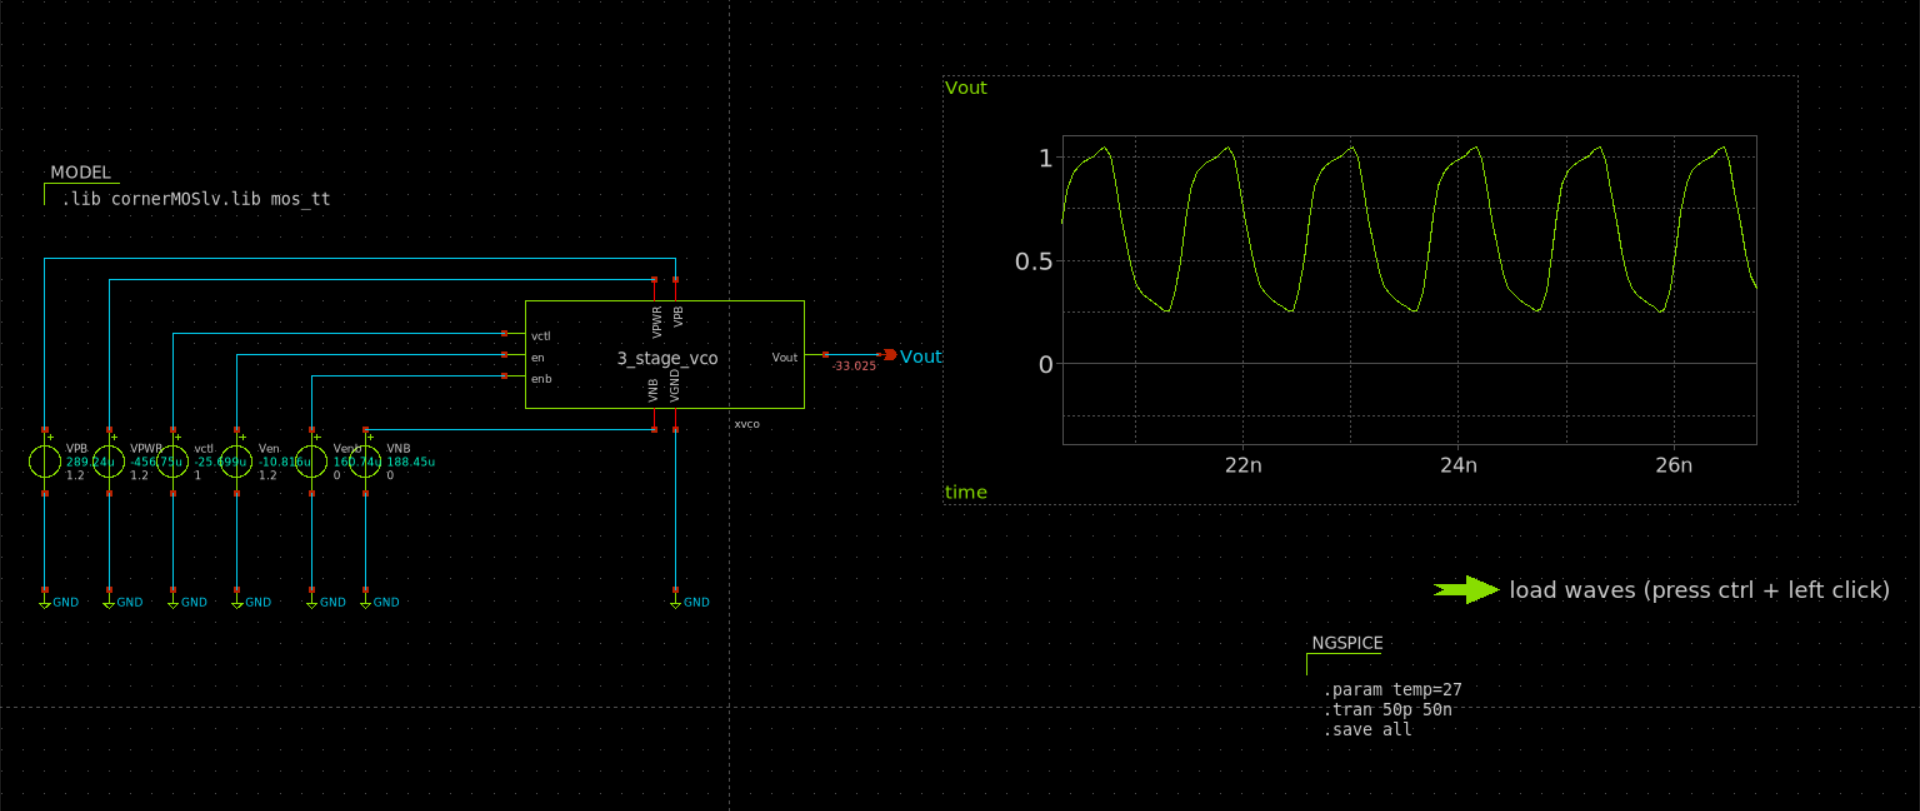 Vout
1
0.5
0
22n 24n 26n
time
MODEL
.lib cornerMOSlv.lib mos_tt
VPWR
VPB
vctl
en
enb
3_stage_vco
Vout
VNB
VGND
xvco
-33.025
Vout
VPB VPWR vctl Ven Venb VNB
289.24u -456.75u -25.699u -10.816u 160.74u 188.45u
1.2 1.2 1 1.2 0 0
GND GND GND GND GND GND GND
load waves (press ctrl + left click)
NGSPICE
.param temp=27
.tran 50p 50n
.save all